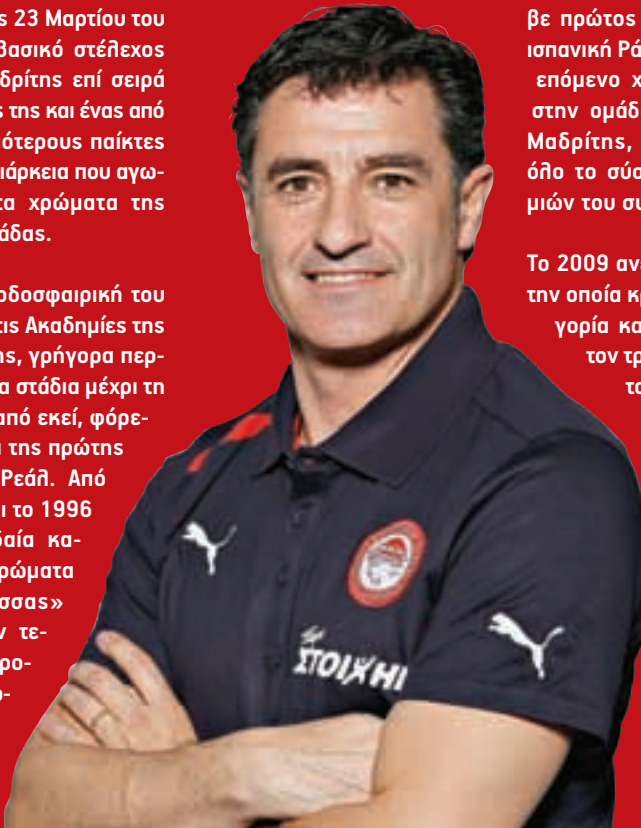 ς 23 Μαρτίου του
βασικό στέλεχος
δρίτης επί σειρά
ς της και ένας από
ότερους παίκτες
ιάρκεια που αγω-
τα χρώματα της
άδας.
οδοσφαιρική του
τις Ακαδημίες της
ης, γρήγορα περ-
α στάδια μέχρι τη
από εκεί, φόρε-
α της πρώτης
Ρεάλ. Από
ι το 1996
δαία κα-
ρώματα
σσας»
ν τε-
ρο-
ο-
βε πρώτος
ισπανική Ρά
επόμενο χ
στην ομάδ
Μαδρίτης,
όλο το σύσ
μιών του συ
Το 2009 αν
την οποία κ
γορία κα
τον τρ
τα
ΣΤΟΙΧΗΜ